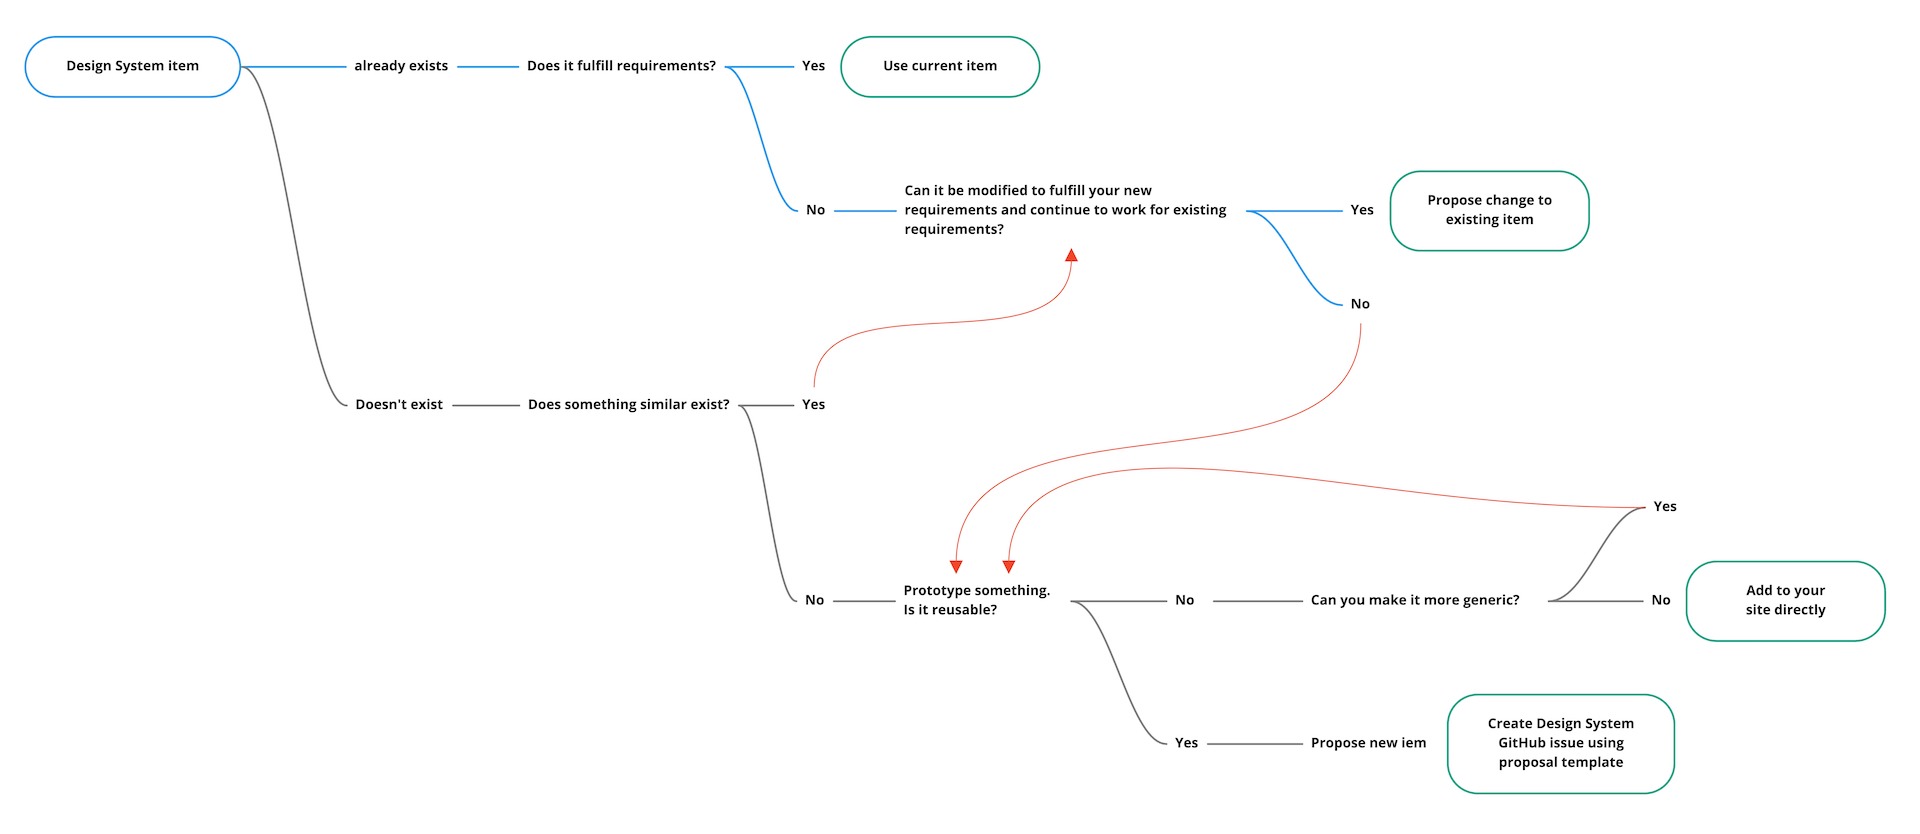 Design System item
already exists
Does it fulfill requirements?
Yes
Use current item
No
Can it be modified to fulfill your new
requirements and continue to work for existing
requirements?
Yes
Propose change to
existing item
No
Doesn't exist
Does something similar exist?
Yes
No
Prototype something.
Is it reusable?
No
Can you make it more generic?
Yes
No
Add to your
site directly
Yes
Propose new iem
Create Design System
GitHub issue using
proposal template